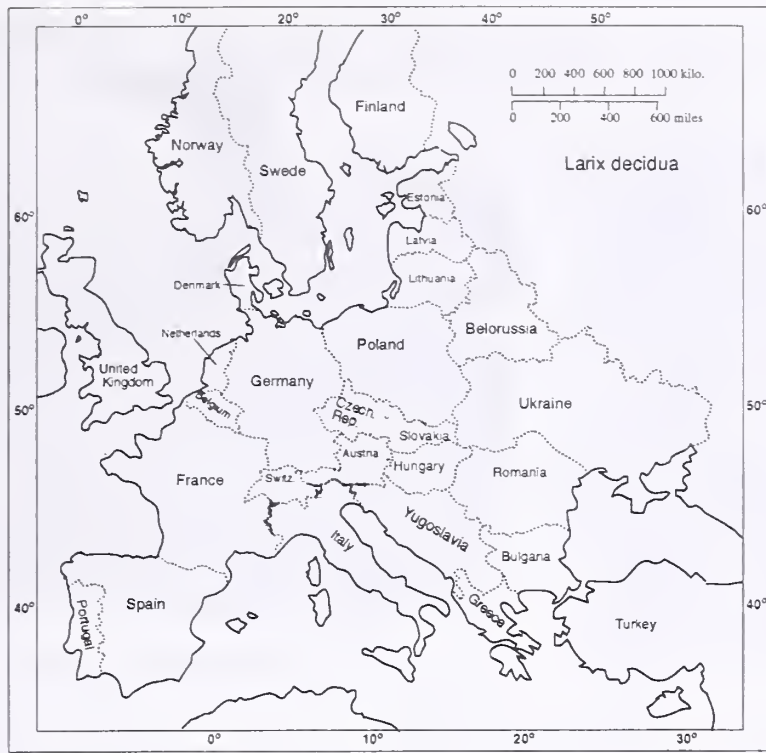 0° 10° 20° 30° 40° 50°
0 200 400 600 800 1000 kilo.
0 200 400 600 miles
Finland
Norway
Swede
Larix decidua
Estonia
60° 60°
Latvia
Denmark
Lithuania
Netherlands
Belorussia
Poland
United
Kingdom
Germany
Belgium
Czech.
Rep.
Ukraine
50° 50°
Slovakia
Austria
France
Switz.
Hungary
Romania
Yugoslavia
Italy
Bulgaria
Portugal
Spain
Greece
40° 40°
Turkey
0° 10° 20° 30°